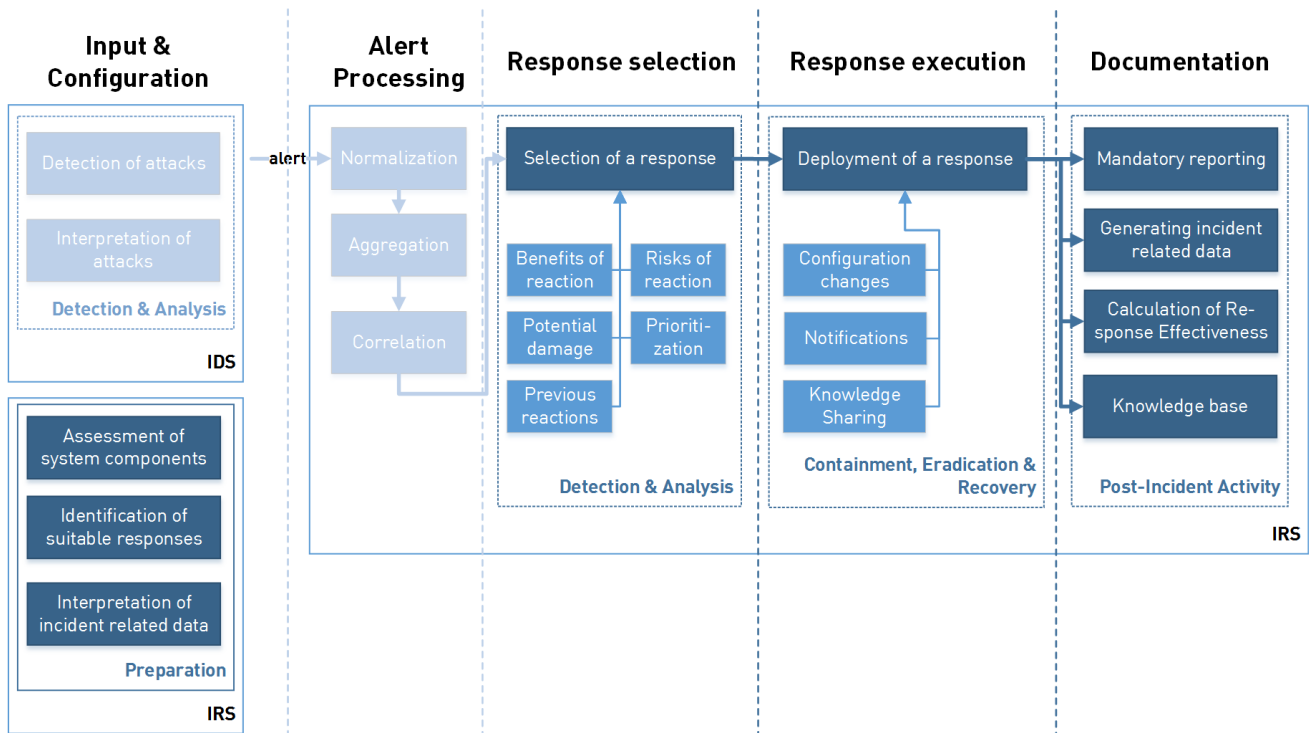 Input &
Configuration
Alert
Processing
Response selection
Response execution
Documentation
Detection of attacks
Interpretation of
attacks
Detection & Analysis
IDS
Assessment of
system components
Identification of
suitable responses
Interpretation of
incident related data
Preparation
IRS
alert
Normalization
Aggregation
Correlation
Selection of a response
Benefits of
reaction
Risks of
reaction
Potential
damage
Prioriti-
zation
Previous
reactions
Detection & Analysis
Deployment of a response
Configuration
changes
Notifications
Knowledge
Sharing
Containment, Eradication &
Recovery
Mandatory reporting
Generating incident
related data
Calculation of Re-
sponse Effectiveness
Knowledge base
Post-Incident Activity
IRS